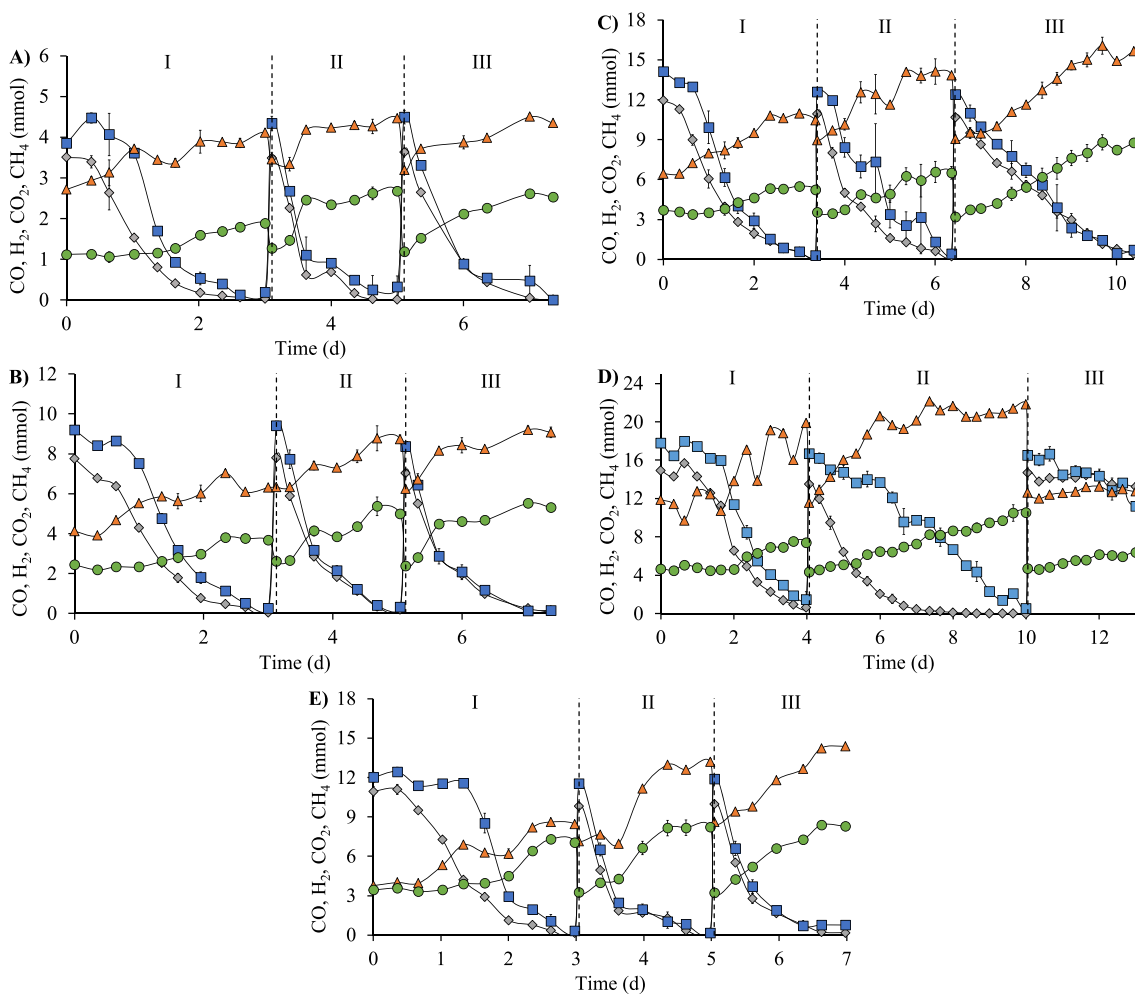 A)
I II III
CO, H₂, CO₂, CH₄ (mmol)
6
5
4
3
2
1
0
0 2 4 6
Time (d)
C)
I II III
CO, H₂, CO₂, CH₄ (mmol)
18
15
12
9
6
3
0
0 2 4 6 8 10
Time (d)
B)
I II III
CO, H₂, CO₂, CH₄ (mmol)
12
10
8
6
4
2
0
0 2 4 6
Time (d)
D)
I II III
CO, H₂, CO₂, CH₄ (mmol)
24
20
16
12
8
4
0
0 2 4 6 8 10 12
Time (d)
E)
I II III
CO, H₂, CO₂, CH₄ (mmol)
18
15
12
9
6
3
0
0 1 2 3 4 5 6 7
Time (d)